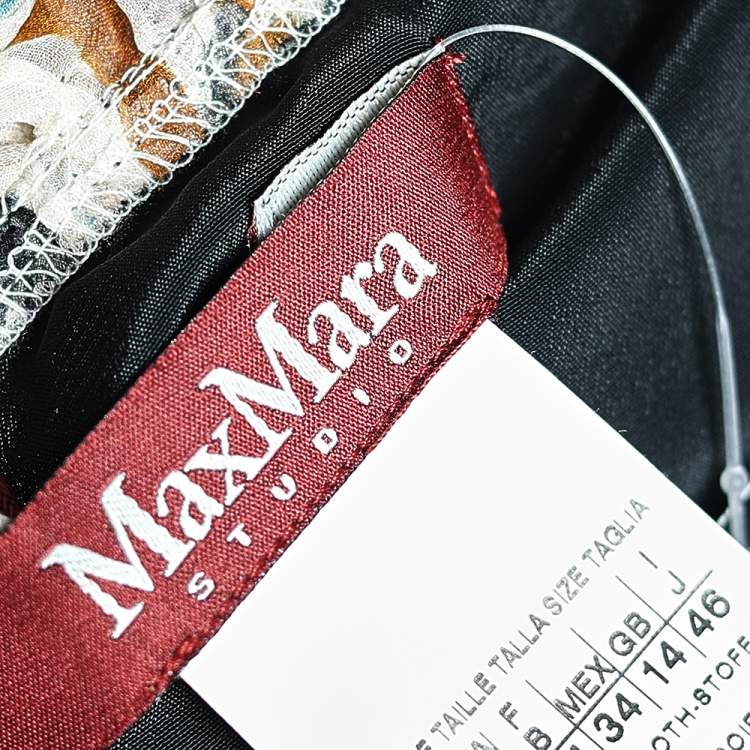 MaxMara
STUDIO
TAILLE TALLA SIZE TAGLIA
F MEX GB I
B J
34 14 46